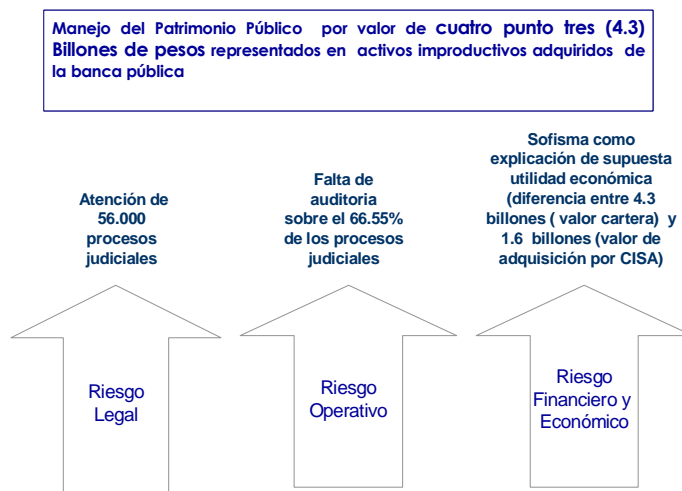 Manejo del Patrimonio Público por valor de cuatro punto tres (4.3)
Billones de pesos representados en activos improductivos adquiridos de
la banca pública
Atención de
56.000
procesos
judiciales
Falta de
auditoria
sobre el 66.55%
de los procesos
judiciales
Sofisma como
explicación de supuesta
utilidad económica
(diferencia entre 4.3
billones ( valor cartera) y
1.6 billones (valor de
adquisición por CISA)
Riesgo
Legal
Riesgo
Operativo
Riesgo
Financiero y
Económico